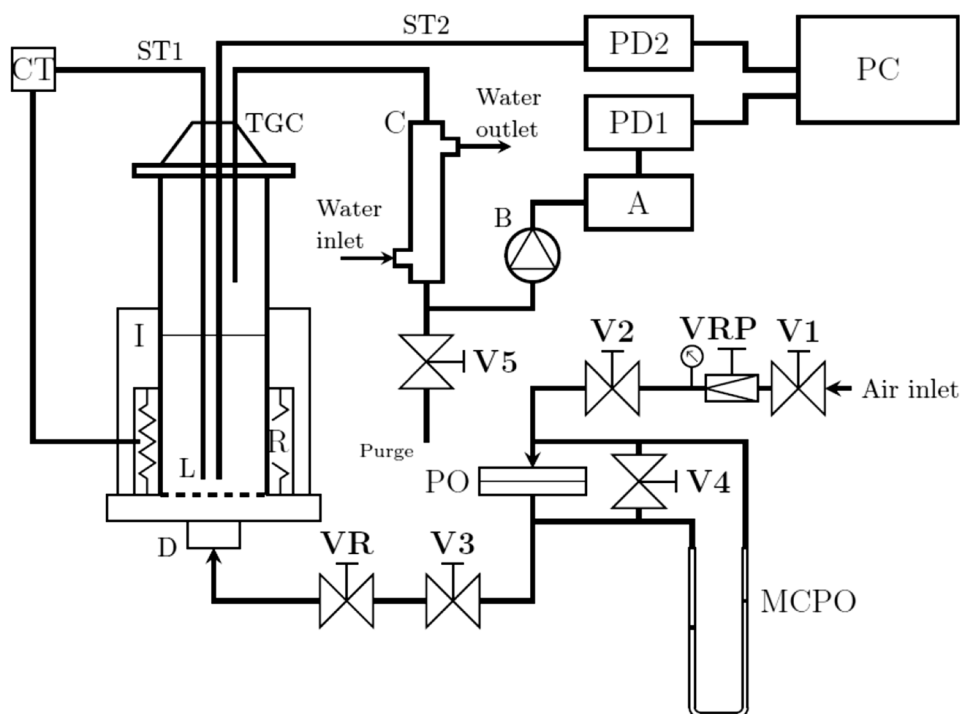 ST2
PD2
PC
CT
ST1
TGC
C
Water
outlet
PD1
A
Water
inlet
B
I
V5
V2
VRP
V1
Air inlet
Purge
R
L
PO
V4
D
VR
V3
MCPO